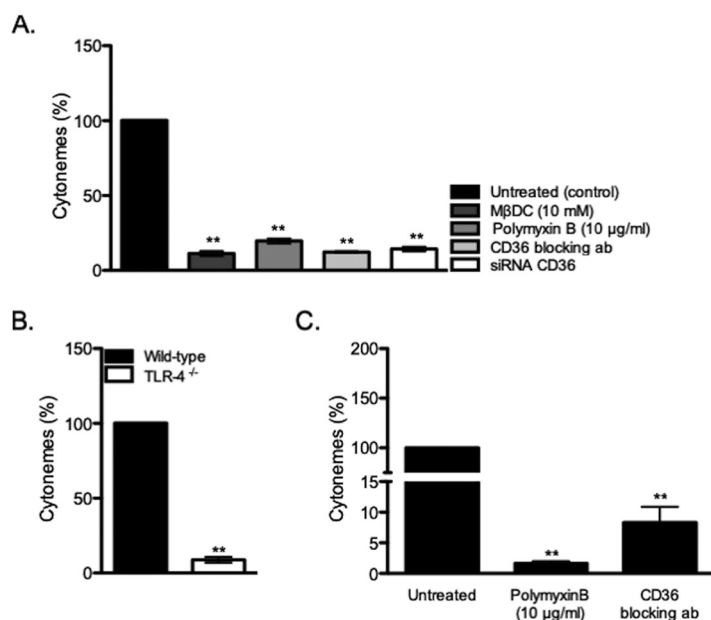 A.
150
100
50
0
Cytonemes (%)
**
**
**
**
Untreated (control)
MβDC (10 mM)
Polymyxin B (10 µg/ml)
CD36 blocking ab
siRNA CD36
B.
150
100
50
0
Cytonemes (%)
Wild-type
TLR-4 -/-
**
C.
200
150
100
15
10
5
0
Cytonemes (%)
**
**
Untreated
PolymyxinB
(10 µg/ml)
CD36
blocking ab